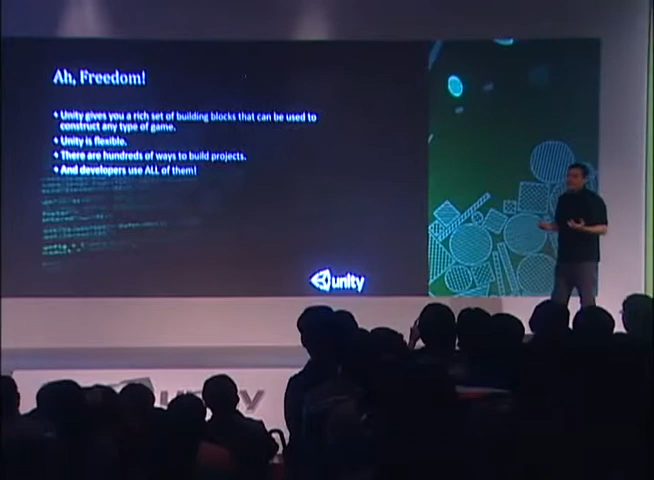 Ah, Freedom!
Unity gives you a rich set of building blocks that can be used to
construct any type of game.
Unity is flexible.
There are hundreds of ways to build projects.
And developers use ALL of them!
unity